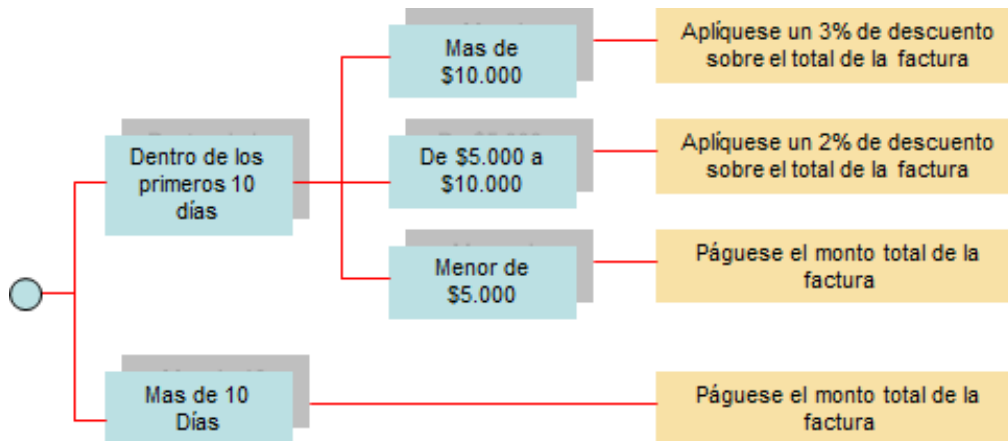 Mas de
$10.000
Aplíquese un 3% de descuento
sobre el total de la factura
Dentro de los
primeros 10
días
De $5.000 a
$10.000
Aplíquese un 2% de descuento
sobre el total de la factura
Menor de
$5.000
Páguese el monto total de la
factura
Mas de 10
Días
Páguese el monto total de la
factura